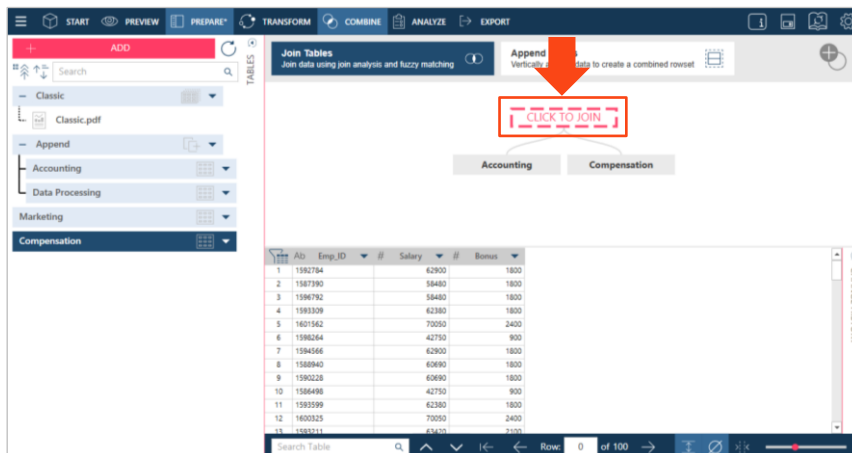 START PREVIEW PREPARE* TRANSFORM COMBINE ANALYZE EXPORT
+ ADD
TABLES
Search
Classic
Classic.pdf
Append
Accounting
Data Processing
Marketing
Compensation
Join Tables
Join data using join analysis and fuzzy matching
Append
Vertically data to create a combined rowset
CLICK TO JOIN
Accounting Compensation
Ab Emp_ID # Salary # Bonus
1 1592784 62900 1800
2 1587390 58480 1800
3 1596792 58480 1800
4 1593309 62380 1800
5 1601562 70050 2400
6 1598264 42750 900
7 1594566 62900 1800
8 1588940 60690 1800
9 1590228 60690 1800
10 1586498 42750 900
11 1593599 62380 1800
12 1600325 70050 2400
13 1593211 63420 2100
Search Table Row: 0 of 100